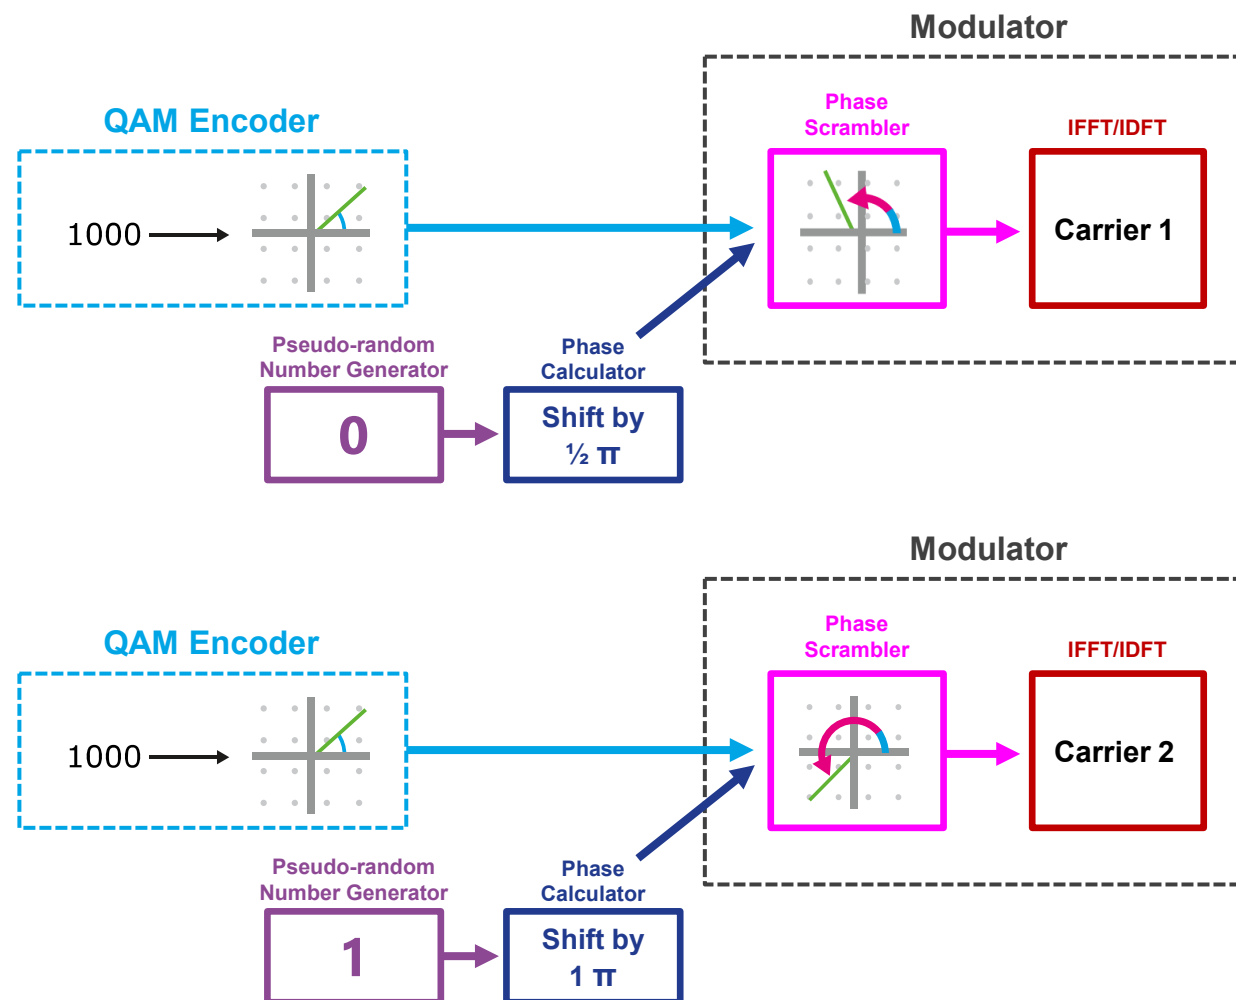 Modulator
QAM Encoder
Phase
Scrambler
IFFT/IDFT
1000
Carrier 1
Pseudo-random
Number Generator
Phase
Calculator
0
Shift by
½ π
Modulator
QAM Encoder
Phase
Scrambler
IFFT/IDFT
1000
Carrier 2
Pseudo-random
Number Generator
Phase
Calculator
1
Shift by
1 π